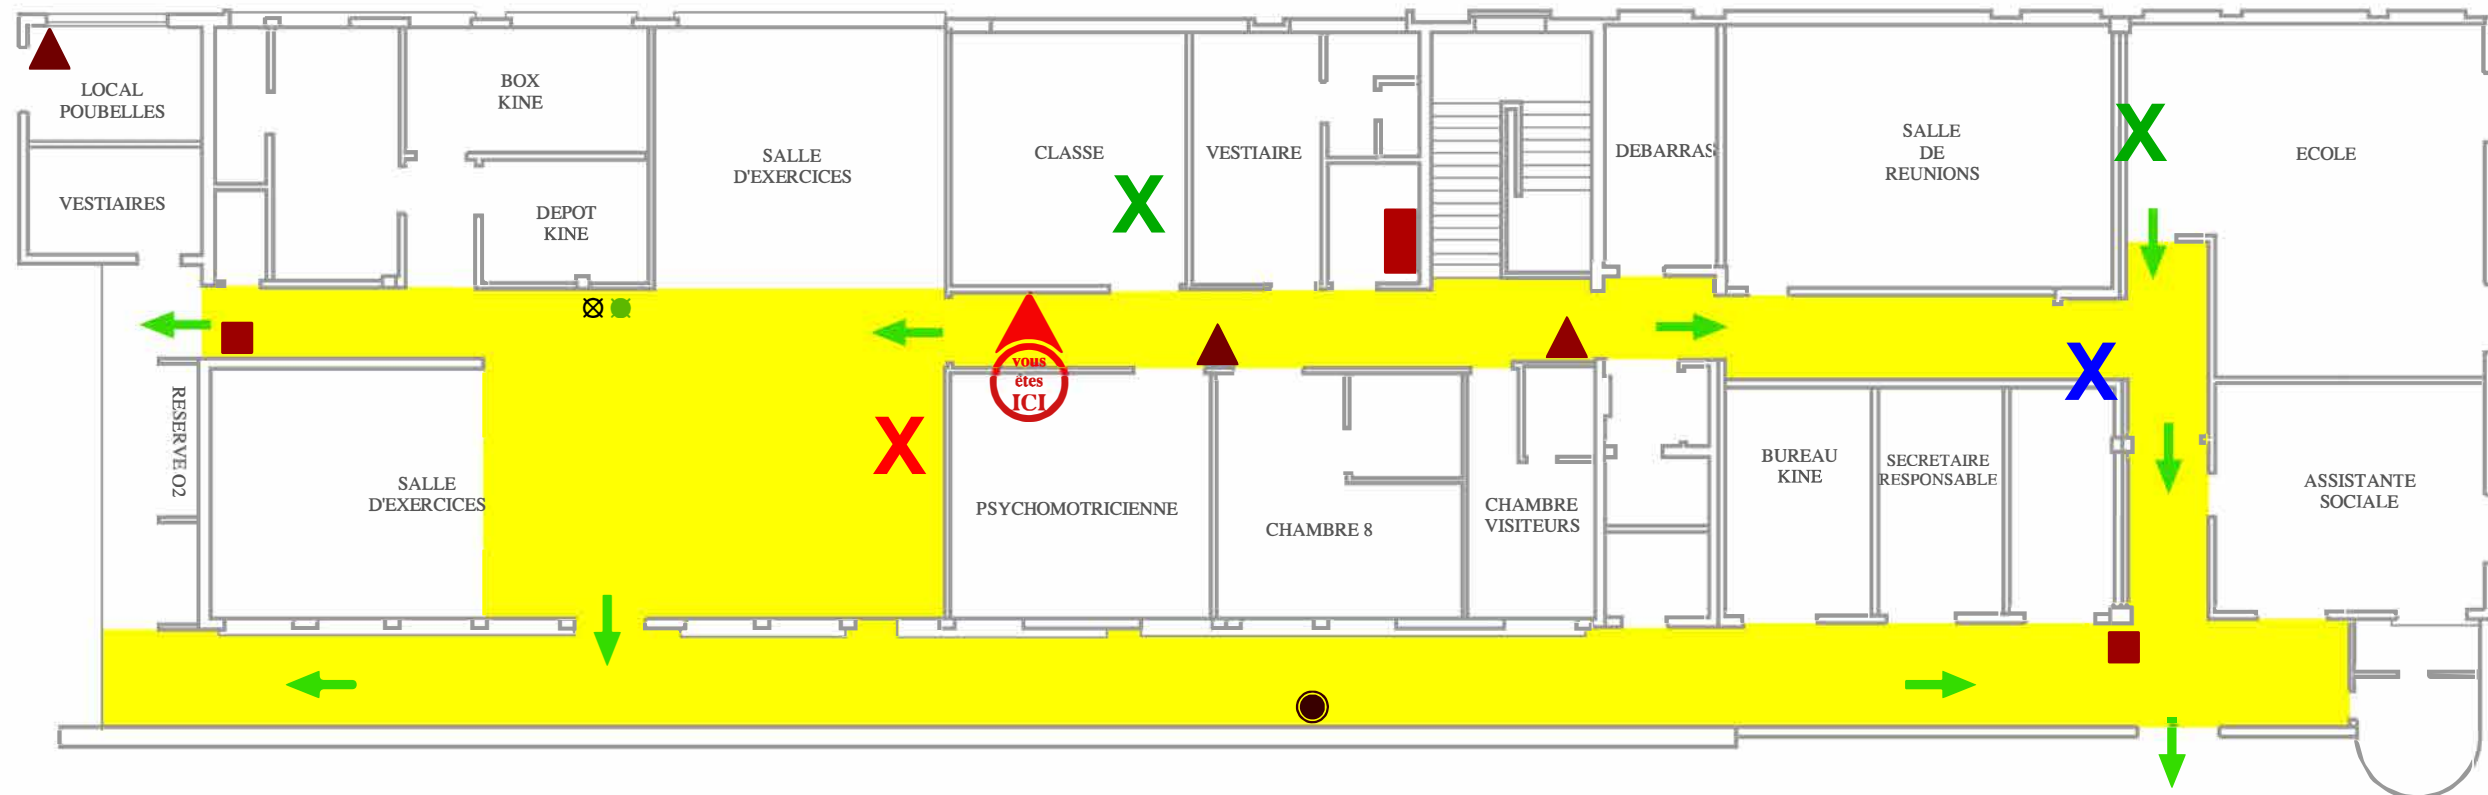 LOCAL
POUBELLES
VESTIAIRES
BOX
KINE
DEPOT
KINE
SALLE
D'EXERCICES
CLASSE
X
VESTIAIRE
DEBARRAS
SALLE
DE
REUNIONS
X
ECOLE
RESERVE O2
SALLE
D'EXERCICES
X
vous
êtes
ICI
PSYCHOMOTRICIENNE
CHAMBRE 8
CHAMBRE
VISITEURS
BUREAU
KINE
SECRETAIRE
RESPONSABLE
X
ASSISTANTE
SOCIALE